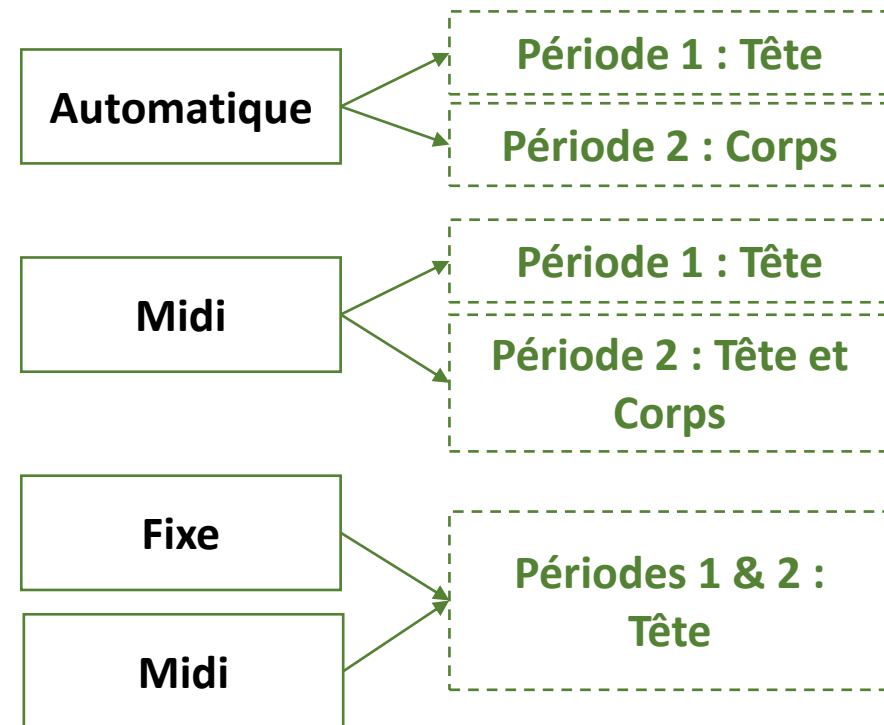 Automatique
Période 1 : Tête
Période 2 : Corps
Midi
Période 1 : Tête
Période 2 : Tête et
Corps
Fixe
Midi
Périodes 1 & 2 :
Tête